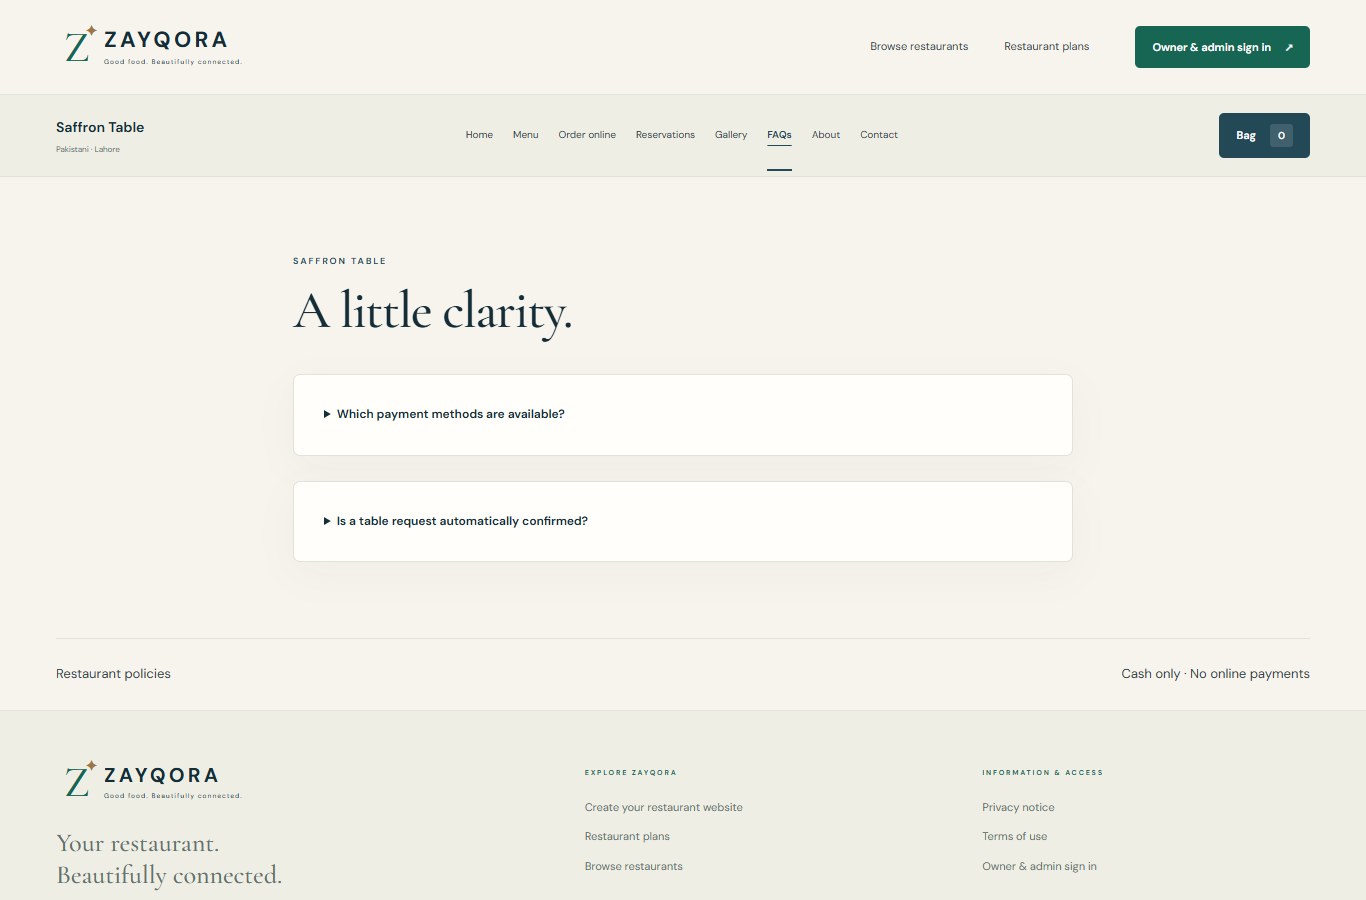 ZAYQORA
Good food. Beautifully connected.
Browse restaurants
Restaurant plans
Owner & admin sign in ↗
Saffron Table
Pakistani · Lahore
Home
Menu
Order online
Reservations
Gallery
FAQs
About
Contact
Bag 0
SAFFRON TABLE
A little clarity.
Which payment methods are available?
Is a table request automatically confirmed?
Restaurant policies
Cash only · No online payments
ZAYQORA
Good food. Beautifully connected.
Your restaurant.
Beautifully connected.
EXPLORE ZAYQORA
Create your restaurant website
Restaurant plans
Browse restaurants
INFORMATION & ACCESS
Privacy notice
Terms of use
Owner & admin sign in